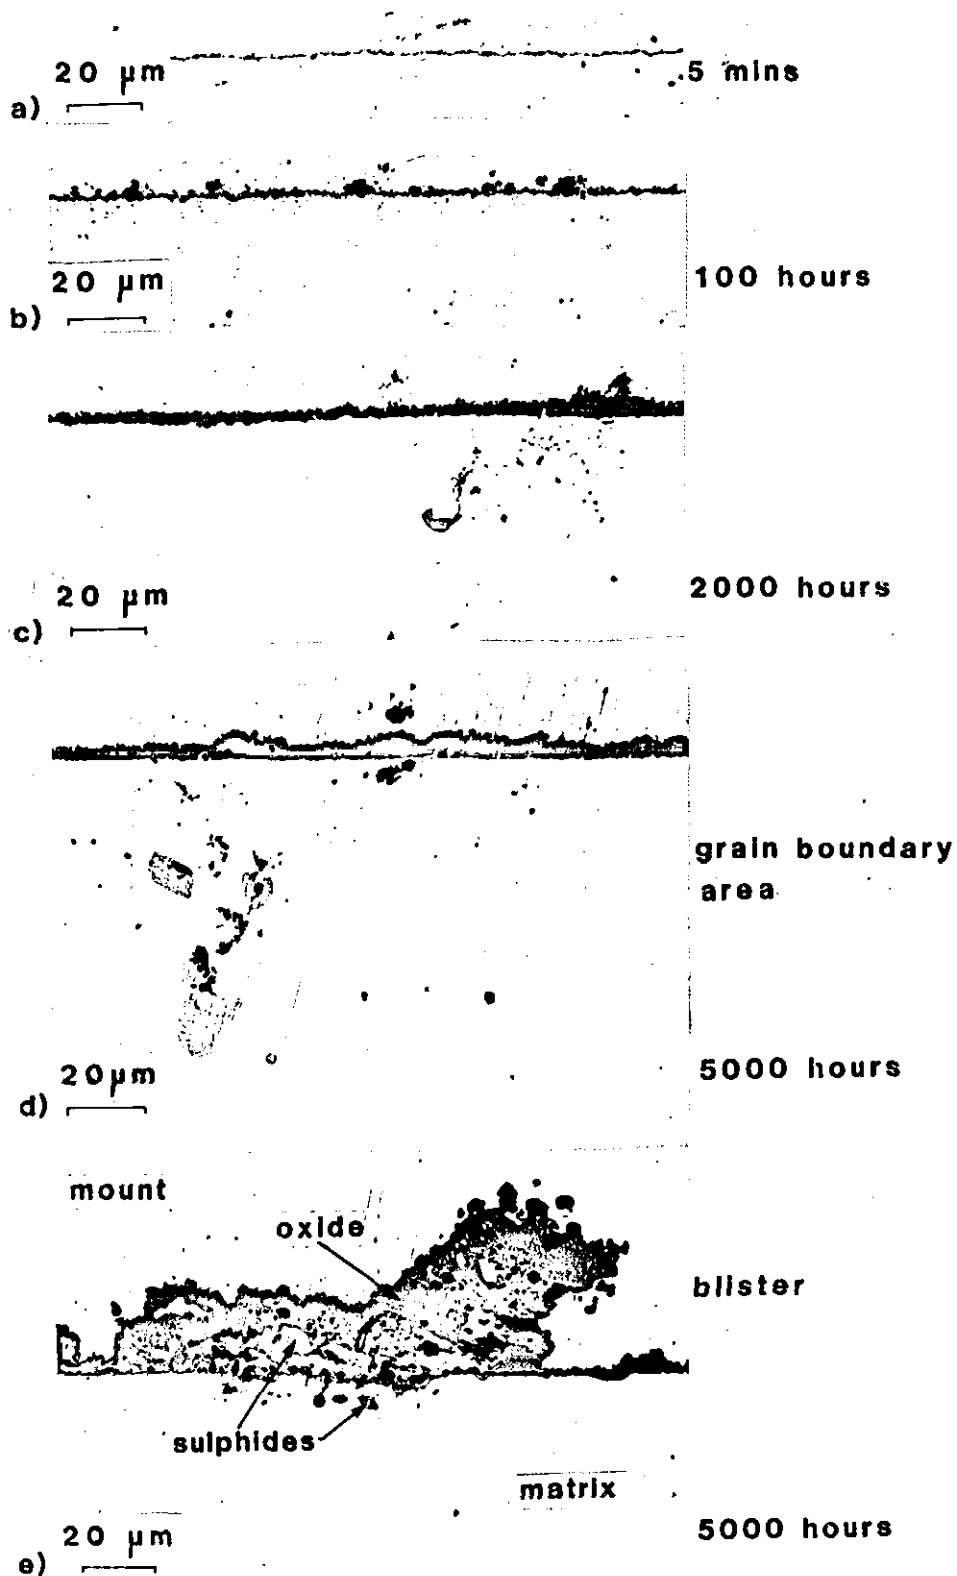 20 μm
.5 mins
a)
20 μm
100 hours
b)
20 μm
2000 hours
c)
grain boundary
area
20μm
5000 hours
d)
mount
oxide
blister
sulphides
matrix
20 μm
5000 hours
e)